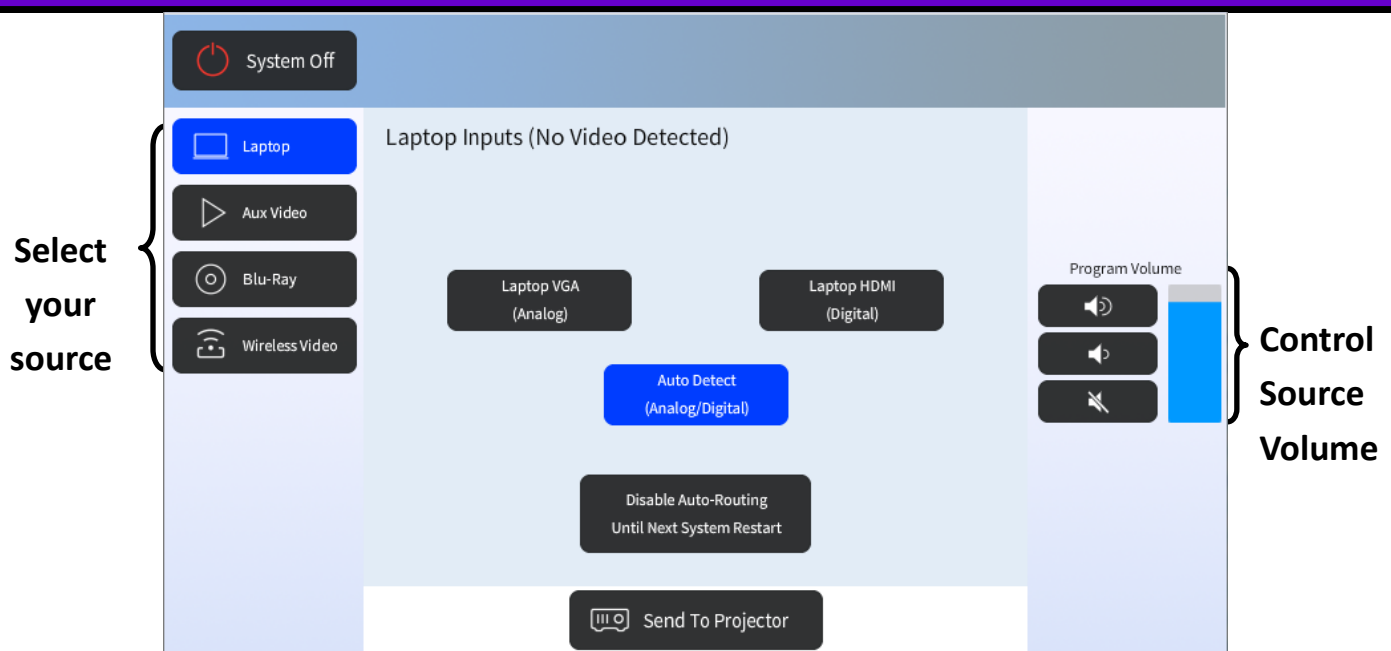 System Off
Select
your
source
Laptop
Aux Video
Blu-Ray
Wireless Video
Laptop Inputs (No Video Detected)
Laptop VGA
(Analog)
Laptop HDMI
(Digital)
Auto Detect
(Analog/Digital)
Disable Auto-Routing
Until Next System Restart
Send To Projector
Program Volume
Control
Source
Volume